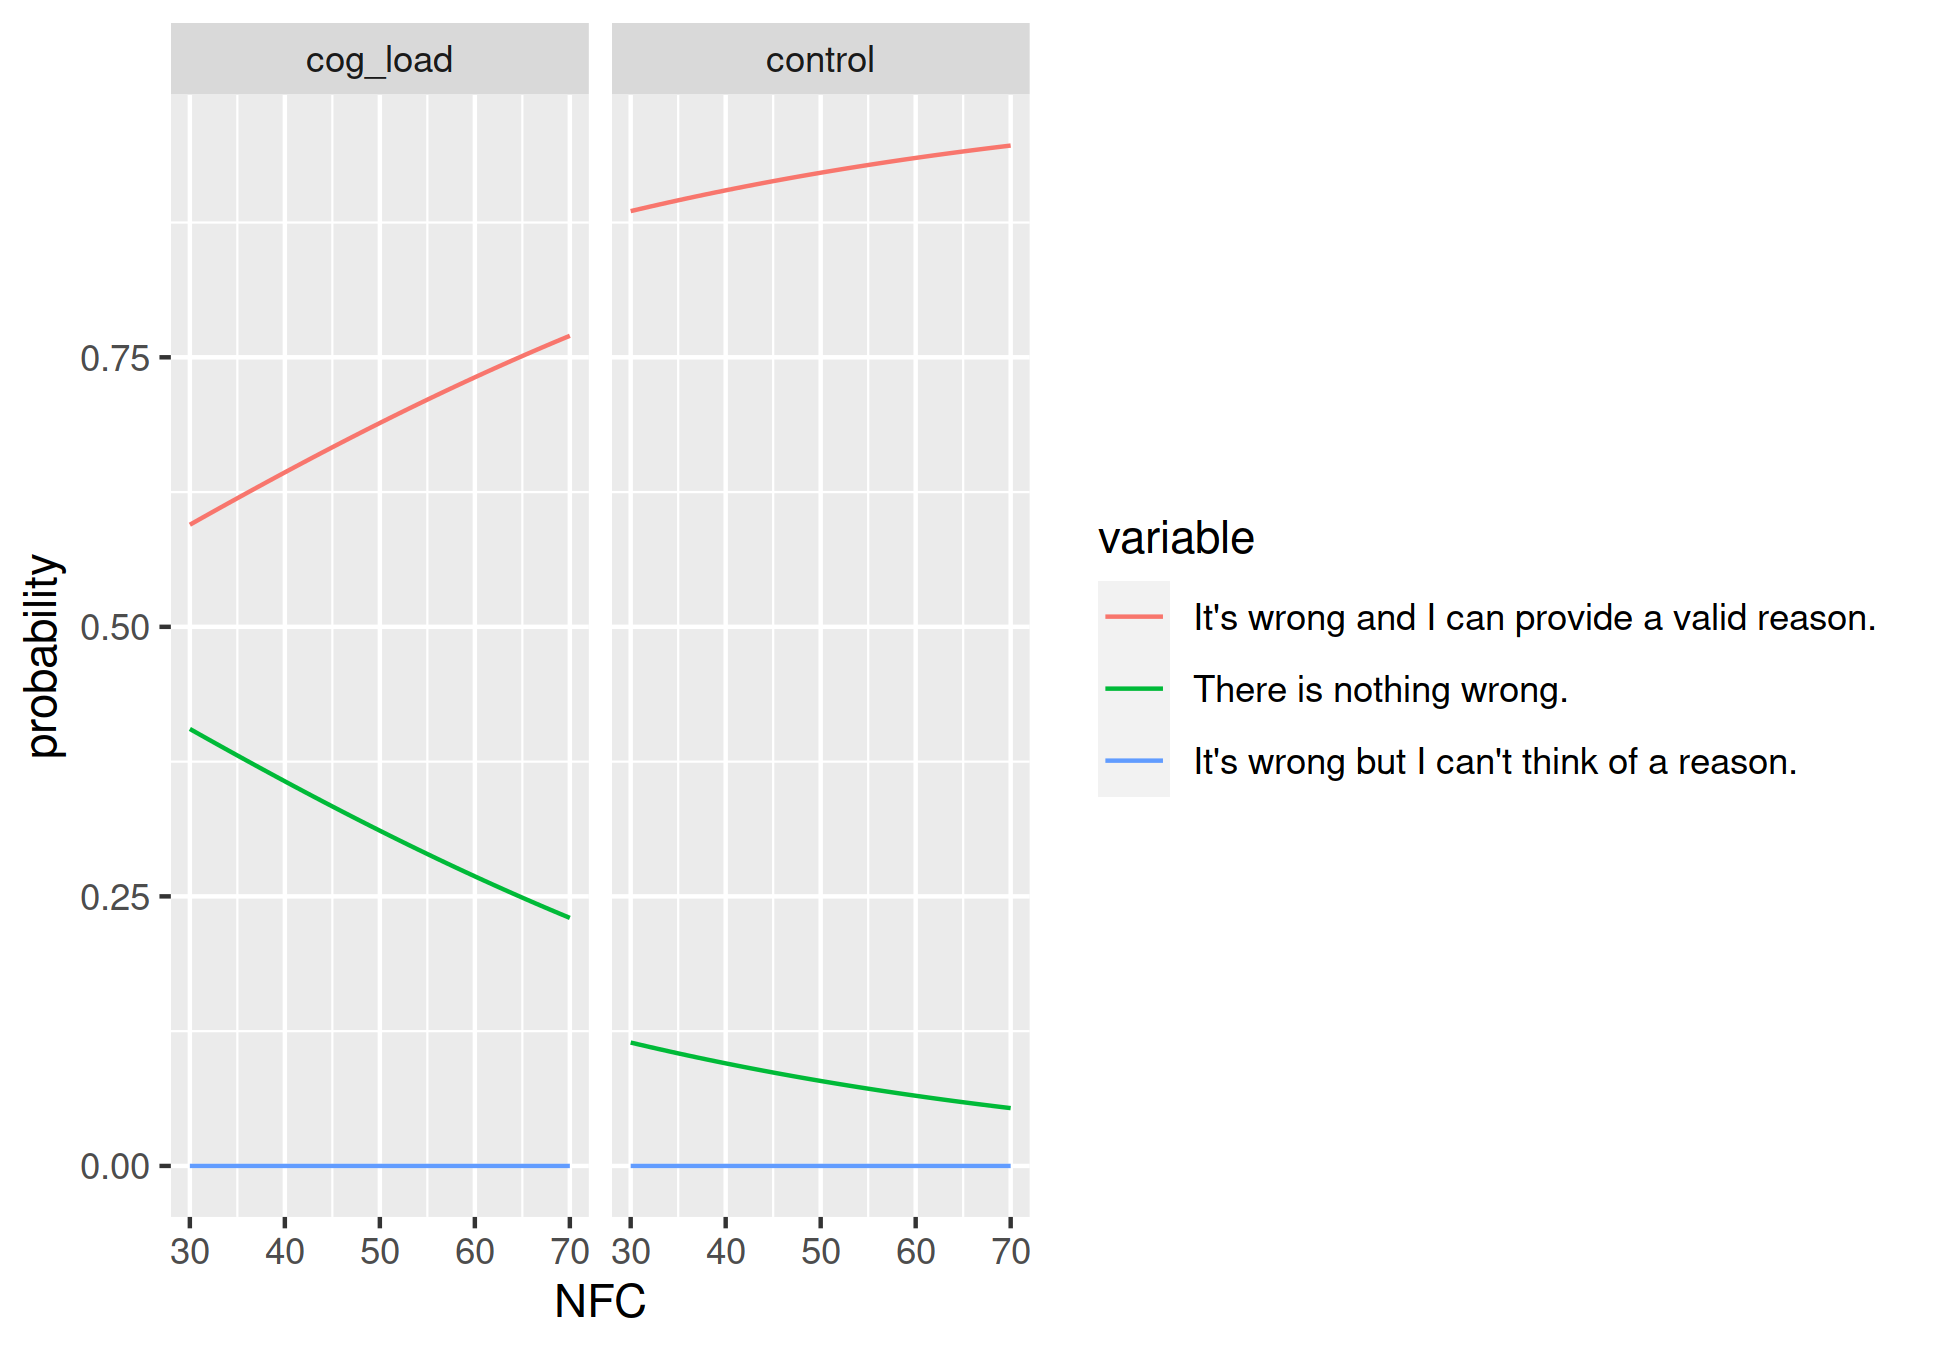 cog_load control
probability
0.75
0.50
0.25
0.00
30 40 50 60 70 30 40 50 60 70
NFC
variable
It's wrong and I can provide a valid reason.
There is nothing wrong.
It's wrong but I can't think of a reason.